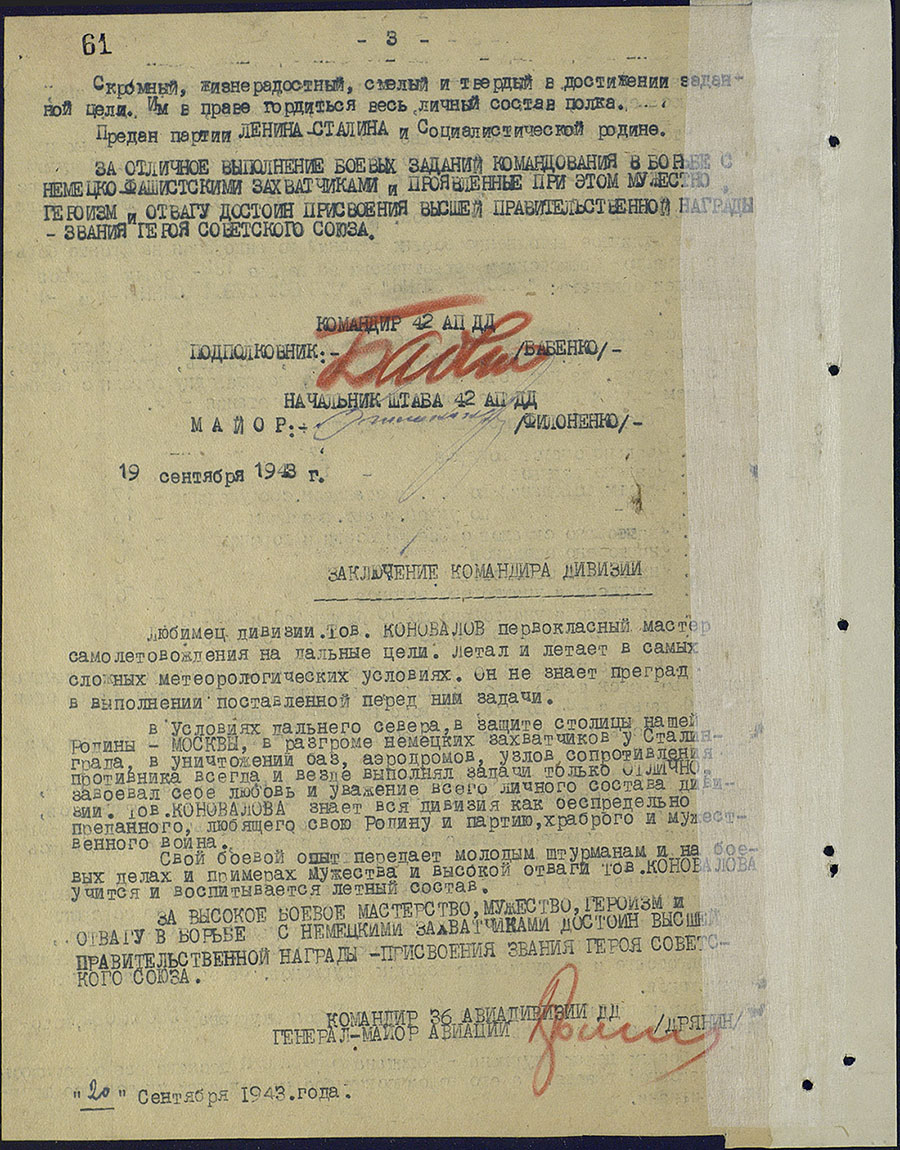 61
- 3 -
Скромный, жизнерадостный, смелый и твердый в достижении задан-
ной цели. Им в праве гордиться весь личный состав полка.
Предан партии ЛЕНИНА-СТАЛИНА и Социалистической родине.
ЗА ОТЛИЧНОЕ ВЫПОЛНЕНИЕ БОЕВЫХ ЗАДАНИЙ КОМАНДОВАНИЯ В БОРЬБЕ С
НЕМЕЦКО-ФАШИСТСКИМИ ЗАХВАТЧИКАМИ и ПРОЯВЛЕННЫЕ ПРИ ЭТОМ МУЖЕСТВО,
ГЕРОИЗМ и ОТВАГУ ДОСТОИН ПРИСВОЕНИЯ ВЫСШЕЙ ПРАВИТЕЛЬСТВЕННОЙ НАГРАДЫ
- ЗВАНИЯ ГЕРОЯ СОВЕТСКОГО СОЮЗА.
КОМАНДИР 42 АП ДД
ПОДПОЛКОВНИК:- /БАБЕНКО/-
НАЧАЛЬНИК ШТАБА 42 АП ДД
М А Й О Р:- /ФИЛОНЕНКО/-
19 сентября 1943 г.
ЗАКЛЮЧЕНИЕ КОМАНДИРА ДИВИЗИИ
Любимец дивизии.Тов. КОНОВАЛОВ первокласный мастер
самолетовождения на дальные цели. Летал и летает в самых
сложных метеорологических условиях. Он не знает преград
в выполнении поставленной перед ним задачи.
В Условиях дальнего севера,в защите столицы нашей
Родины - МОСКВЫ, в разгроме немецких захватчиков у Сталин-
града, в уничтожений баз, аэродромов, узлов сопротивления
противника всегда и везде выполнял задачи только ОТЛИЧНО.
завоевал себе любовь и уважение всего личного состава диви-
зии. Тов.КОНОВАЛОВА знает вся дивизия как беспредельно
преданного, любящего свою Родину и партию,храброго и мужест-
венного война.
Свой боевой опыт передает молодым штурманам и на бое-
вых делах и примерах мужества и высокой отваги тов.КОНОВАЛОВА
учится и воспитывается летный состав.
ЗА ВЫСОКОЕ БОЕВОЕ МАСТЕРСТВО,МУЖЕСТВО,ГЕРОИЗМ и
ОТВАГУ В БОРЬБЕ С НЕМЕЦКИМИ ЗАХВАТЧИКАМИ ДОСТОИН ВЫСШЕЙ
ПРАВИТЕЛЬСТВЕННОЙ НАГРАДЫ -ПРИСВОЕНИЯ ЗВАНИЯ ГЕРОЯ СОВЕТС-
КОГО СОЮЗА.
КОМАНДИР 36 АВИАДИВИЗИИ ДД
ГЕНЕРАЛ-МАЙОР АВИАЦИИ /ДРЯНИН/
"20" Сентября 1943.года.